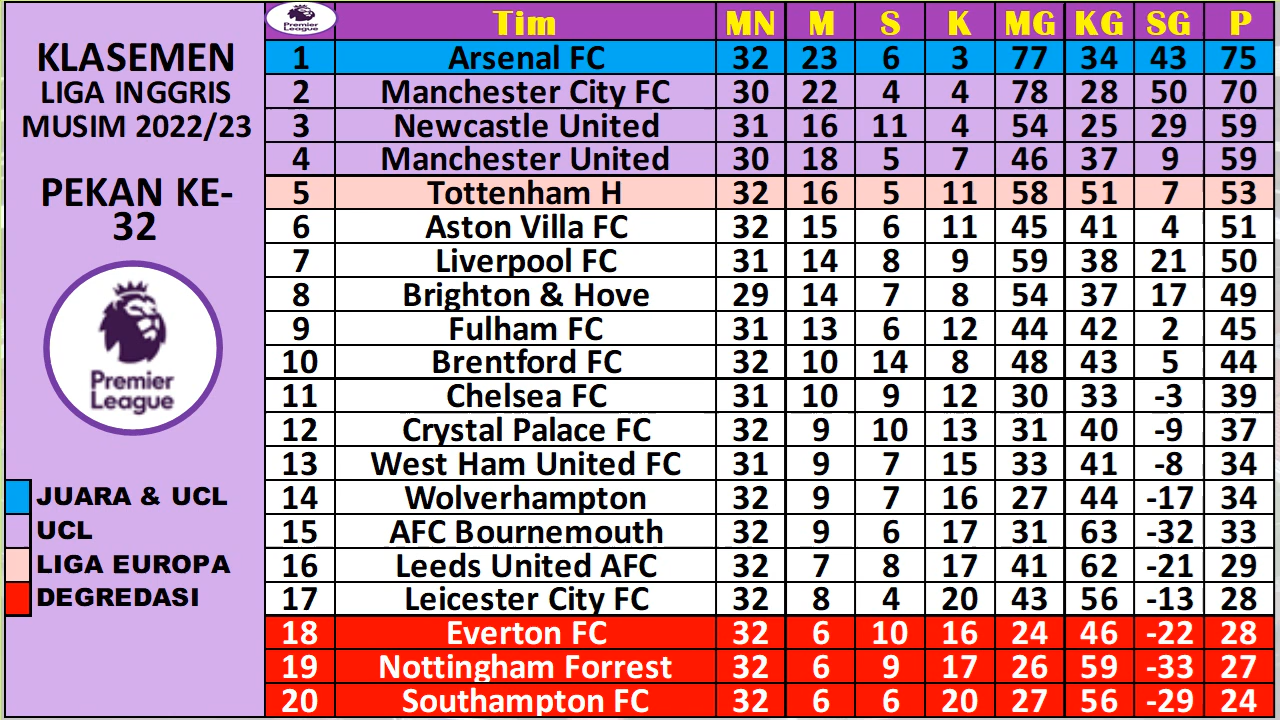 KLASEMEN
LIGA INGGRIS
MUSIM 2022/23
PEKAN KE-
32
Premier
League
JUARA & UCL
UCL
LIGA EUROPA
DEGREDASI
Premier
League
Tim MN M S K MG KG SG P
1 Arsenal FC 32 23 6 3 77 34 43 75
2 Manchester City FC 30 22 4 4 78 28 50 70
3 Newcastle United 31 16 11 4 54 25 29 59
4 Manchester United 30 18 5 7 46 37 9 59
5 Tottenham H 32 16 5 11 58 51 7 53
6 Aston Villa FC 32 15 6 11 45 41 4 51
7 Liverpool FC 31 14 8 9 59 38 21 50
8 Brighton & Hove 29 14 7 8 54 37 17 49
9 Fulham FC 31 13 6 12 44 42 2 45
10 Brentford FC 32 10 14 8 48 43 5 44
11 Chelsea FC 31 10 9 12 30 33 -3 39
12 Crystal Palace FC 32 9 10 13 31 40 -9 37
13 West Ham United FC 31 9 7 15 33 41 -8 34
14 Wolverhampton 32 9 7 16 27 44 -17 34
15 AFC Bournemouth 32 9 6 17 31 63 -32 33
16 Leeds United AFC 32 7 8 17 41 62 -21 29
17 Leicester City FC 32 8 4 20 43 56 -13 28
18 Everton FC 32 6 10 16 24 46 -22 28
19 Nottingham Forrest 32 6 9 17 26 59 -33 27
20 Southampton FC 32 6 6 20 27 56 -29 24